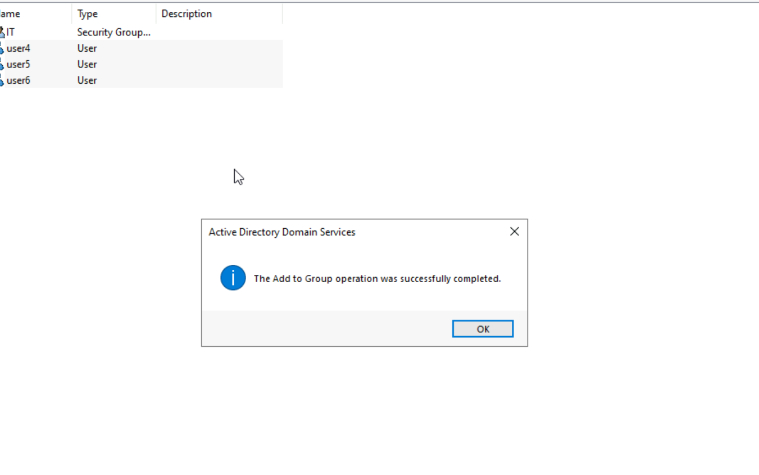 ame Type Description
IT Security Group...
user4 User
user5 User
user6 User
Active Directory Domain Services
The Add to Group operation was successfully completed.
OK